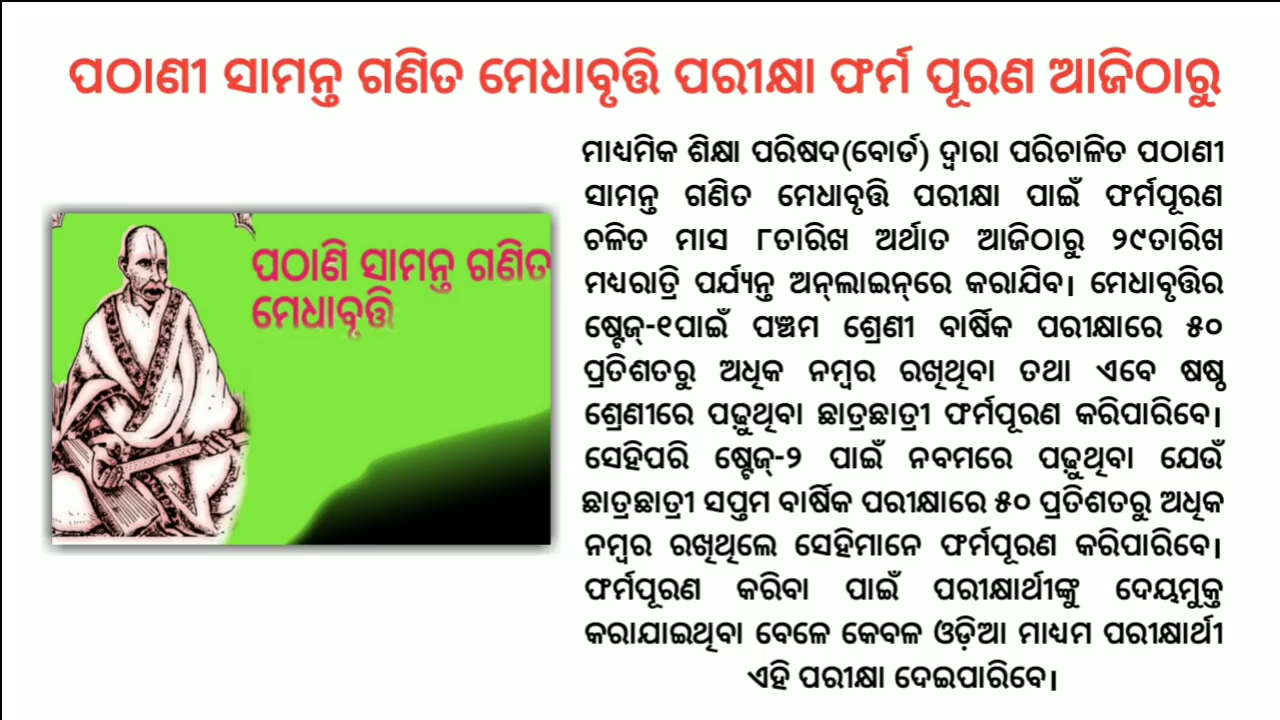 ପଠାଣୀ ସାମନ୍ତ ଗଣିତ ମେଧାବୃତ୍ତି ପରୀକ୍ଷା ଫର୍ମ ପୂରଣ ଆଜିଠାରୁ
ପଠାଣି ସାମନ୍ତ ଗଣିତ
ମେଧାବୃତ୍ତି
ମାଧ୍ୟମିକ ଶିକ୍ଷା ପରିଷଦ(ବୋର୍ଡ) ଦ୍ୱାରା ପରିଚାଳିତ ପଠାଣୀ
ସାମନ୍ତ ଗଣିତ ମେଧାବୃତ୍ତି ପରୀକ୍ଷା ପାଇଁ ଫର୍ମପୂରଣ
ଚଳିତ ମାସ ୮ତାରିଖ ଅର୍ଥାତ ଆଜିଠାରୁ ୨୯ତାରିଖ
ମଧ୍ୟରାତ୍ରି ପର୍ଯ୍ୟନ୍ତ ଅନ୍‌ଲାଇନ୍‌ରେ କରାଯିବ। ମେଧାବୃତ୍ତିର
ଷ୍ଟେଜ୍-୧ପାଇଁ ପଞ୍ଚମ ଶ୍ରେଣୀ ବାର୍ଷିକ ପରୀକ୍ଷାରେ ୫୦
ପ୍ରତିଶତରୁ ଅଧିକ ନମ୍ବର ରଖିଥିବା ତଥା ଏବେ ଷଷ୍ଠ
ଶ୍ରେଣୀରେ ପଢୁଥିବା ଛାତ୍ରଛାତ୍ରୀ ଫର୍ମପୂରଣ କରିପାରିବେ।
ସେହିପରି ଷ୍ଟେଜ୍-୨ ପାଇଁ ନବମରେ ପଢୁଥିବା ଯେଉଁ
ଛାତ୍ରଛାତ୍ରୀ ସପ୍ତମ ବାର୍ଷିକ ପରୀକ୍ଷାରେ ୫୦ ପ୍ରତିଶତରୁ ଅଧିକ
ନମ୍ବର ରଖିଥିଲେ ସେହିମାନେ ଫର୍ମପୂରଣ କରିପାରିବେ।
ଫର୍ମପୂରଣ କରିବା ପାଇଁ ପରୀକ୍ଷାର୍ଥୀଙ୍କୁ ଦେୟମୁକ୍ତ
କରାଯାଇଥିବା ବେଳେ କେବଳ ଓଡ଼ିଆ ମାଧ୍ୟମ ପରୀକ୍ଷାର୍ଥୀ
ଏହି ପରୀକ୍ଷା ଦେଇପାରିବେ।